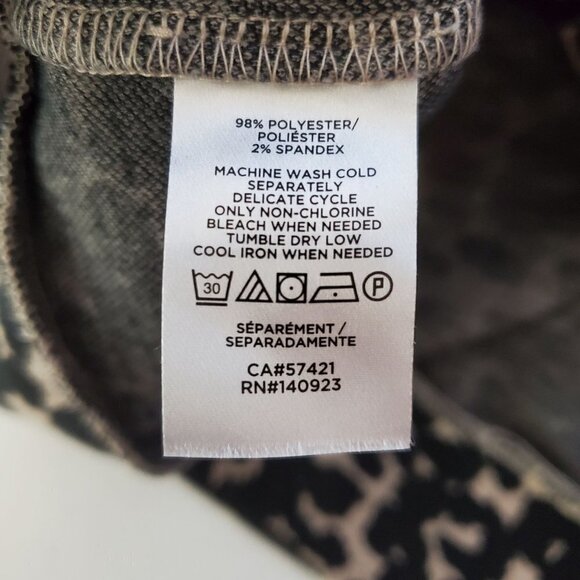 98% POLYESTER/
POLIÉSTER
2% SPANDEX
MACHINE WASH COLD
SEPARATELY
DELICATE CYCLE
ONLY NON-CHLORINE
BLEACH WHEN NEEDED
TUMBLE DRY LOW
COOL IRON WHEN NEEDED
30 P
SÉPARÉMENT /
SEPARADAMENTE
CA#57421
RN#140923